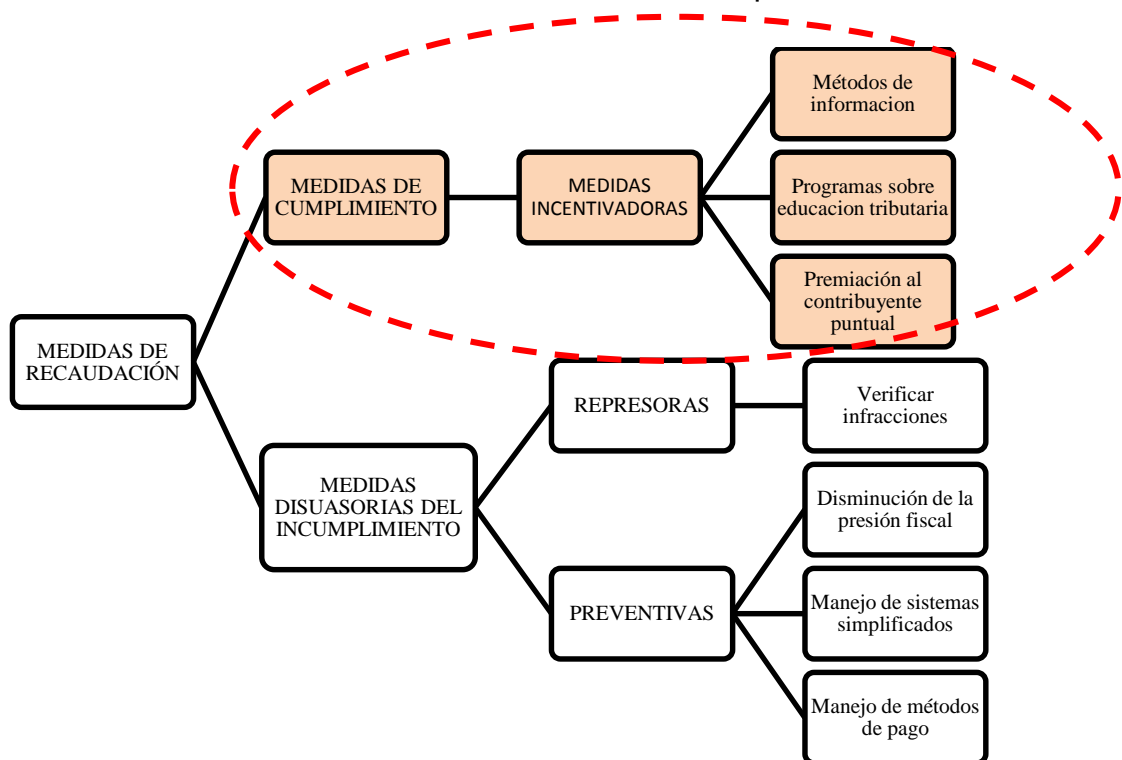 Métodos de
informacion
MEDIDAS DE
CUMPLIMIENTO
MEDIDAS
INCENTIVADORAS
Programas sobre
educacion tributaria
Premiación al
contribuyente
puntual
MEDIDAS DE
RECAUDACIÓN
REPRESORAS
Verificar
infracciones
MEDIDAS
DISUASORIAS DEL
INCUMPLIMIENTO
Disminución de la
presión fiscal
PREVENTIVAS
Manejo de sistemas
simplificados
Manejo de métodos
de pago